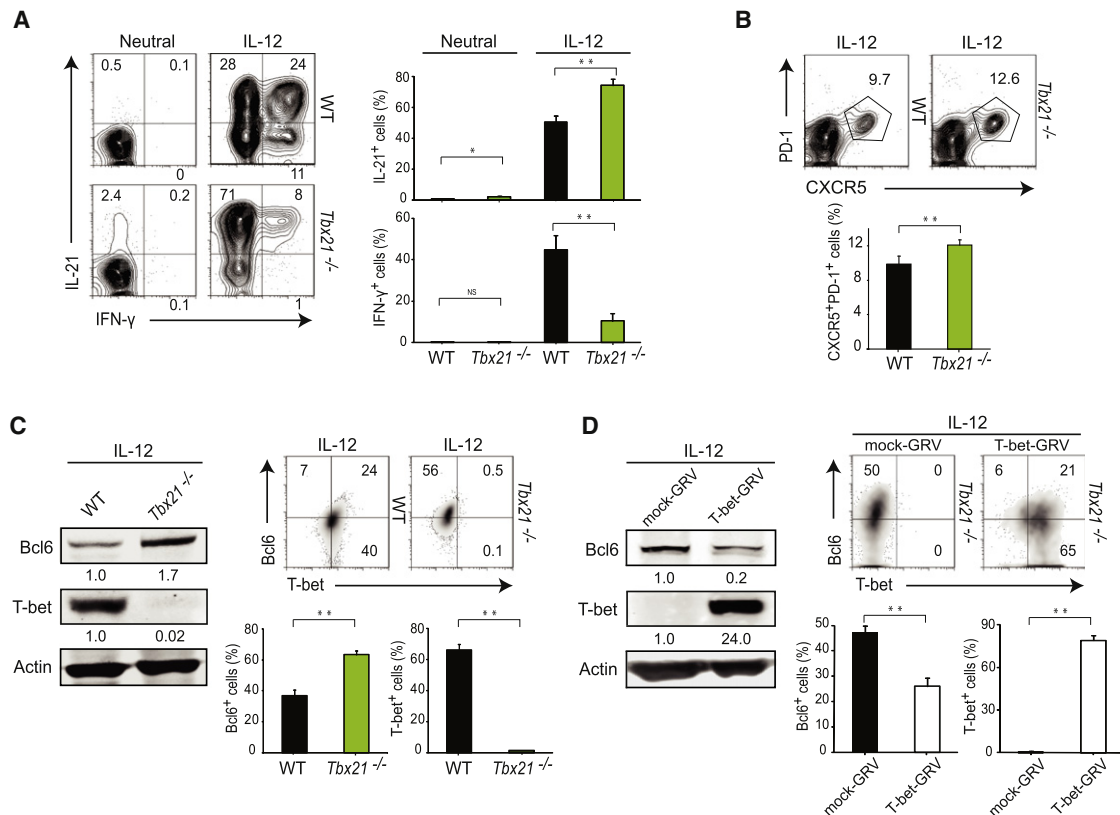 A
Neutral
IL-12
0.5
0.1
28
24
WT
0
11
2.4
0.2
71
8
Tbx21 -/-
0.1
1
IL-21
IFN-γ
Neutral
IL-12
IL-21+ cells (%)
80
60
40
20
0
*
* *
IFN-γ+ cells (%)
60
40
20
0
NS
* *
WT
Tbx21 -/-
WT
Tbx21 -/-
B
IL-12
IL-12
9.7
12.6
WT
Tbx21 -/-
PD-1
CXCR5
CXCR5+PD-1+ cells (%)
12
8
4
0
* *
WT
Tbx21 -/-
C
IL-12
WT
Tbx21 -/-
Bcl6
1.0
1.7
T-bet
1.0
0.02
Actin
IL-12
IL-12
7
24
40
WT
56
0.5
0.1
Tbx21 -/-
Bcl6
T-bet
Bcl6+ cells (%)
80
60
40
20
0
* *
WT
Tbx21 -/-
T-bet+ cells (%)
80
60
40
20
0
* *
WT
Tbx21 -/-
D
IL-12
mock-GRV
T-bet-GRV
Bcl6
1.0
0.2
T-bet
1.0
24.0
Actin
IL-12
mock-GRV
T-bet-GRV
50
0
0
Tbx21 -/-
6
21
65
Tbx21 -/-
Bcl6
T-bet
Bcl6+ cells (%)
50
40
30
20
10
0
* *
mock-GRV
T-bet-GRV
T-bet+ cells (%)
90
60
30
0
* *
mock-GRV
T-bet-GRV